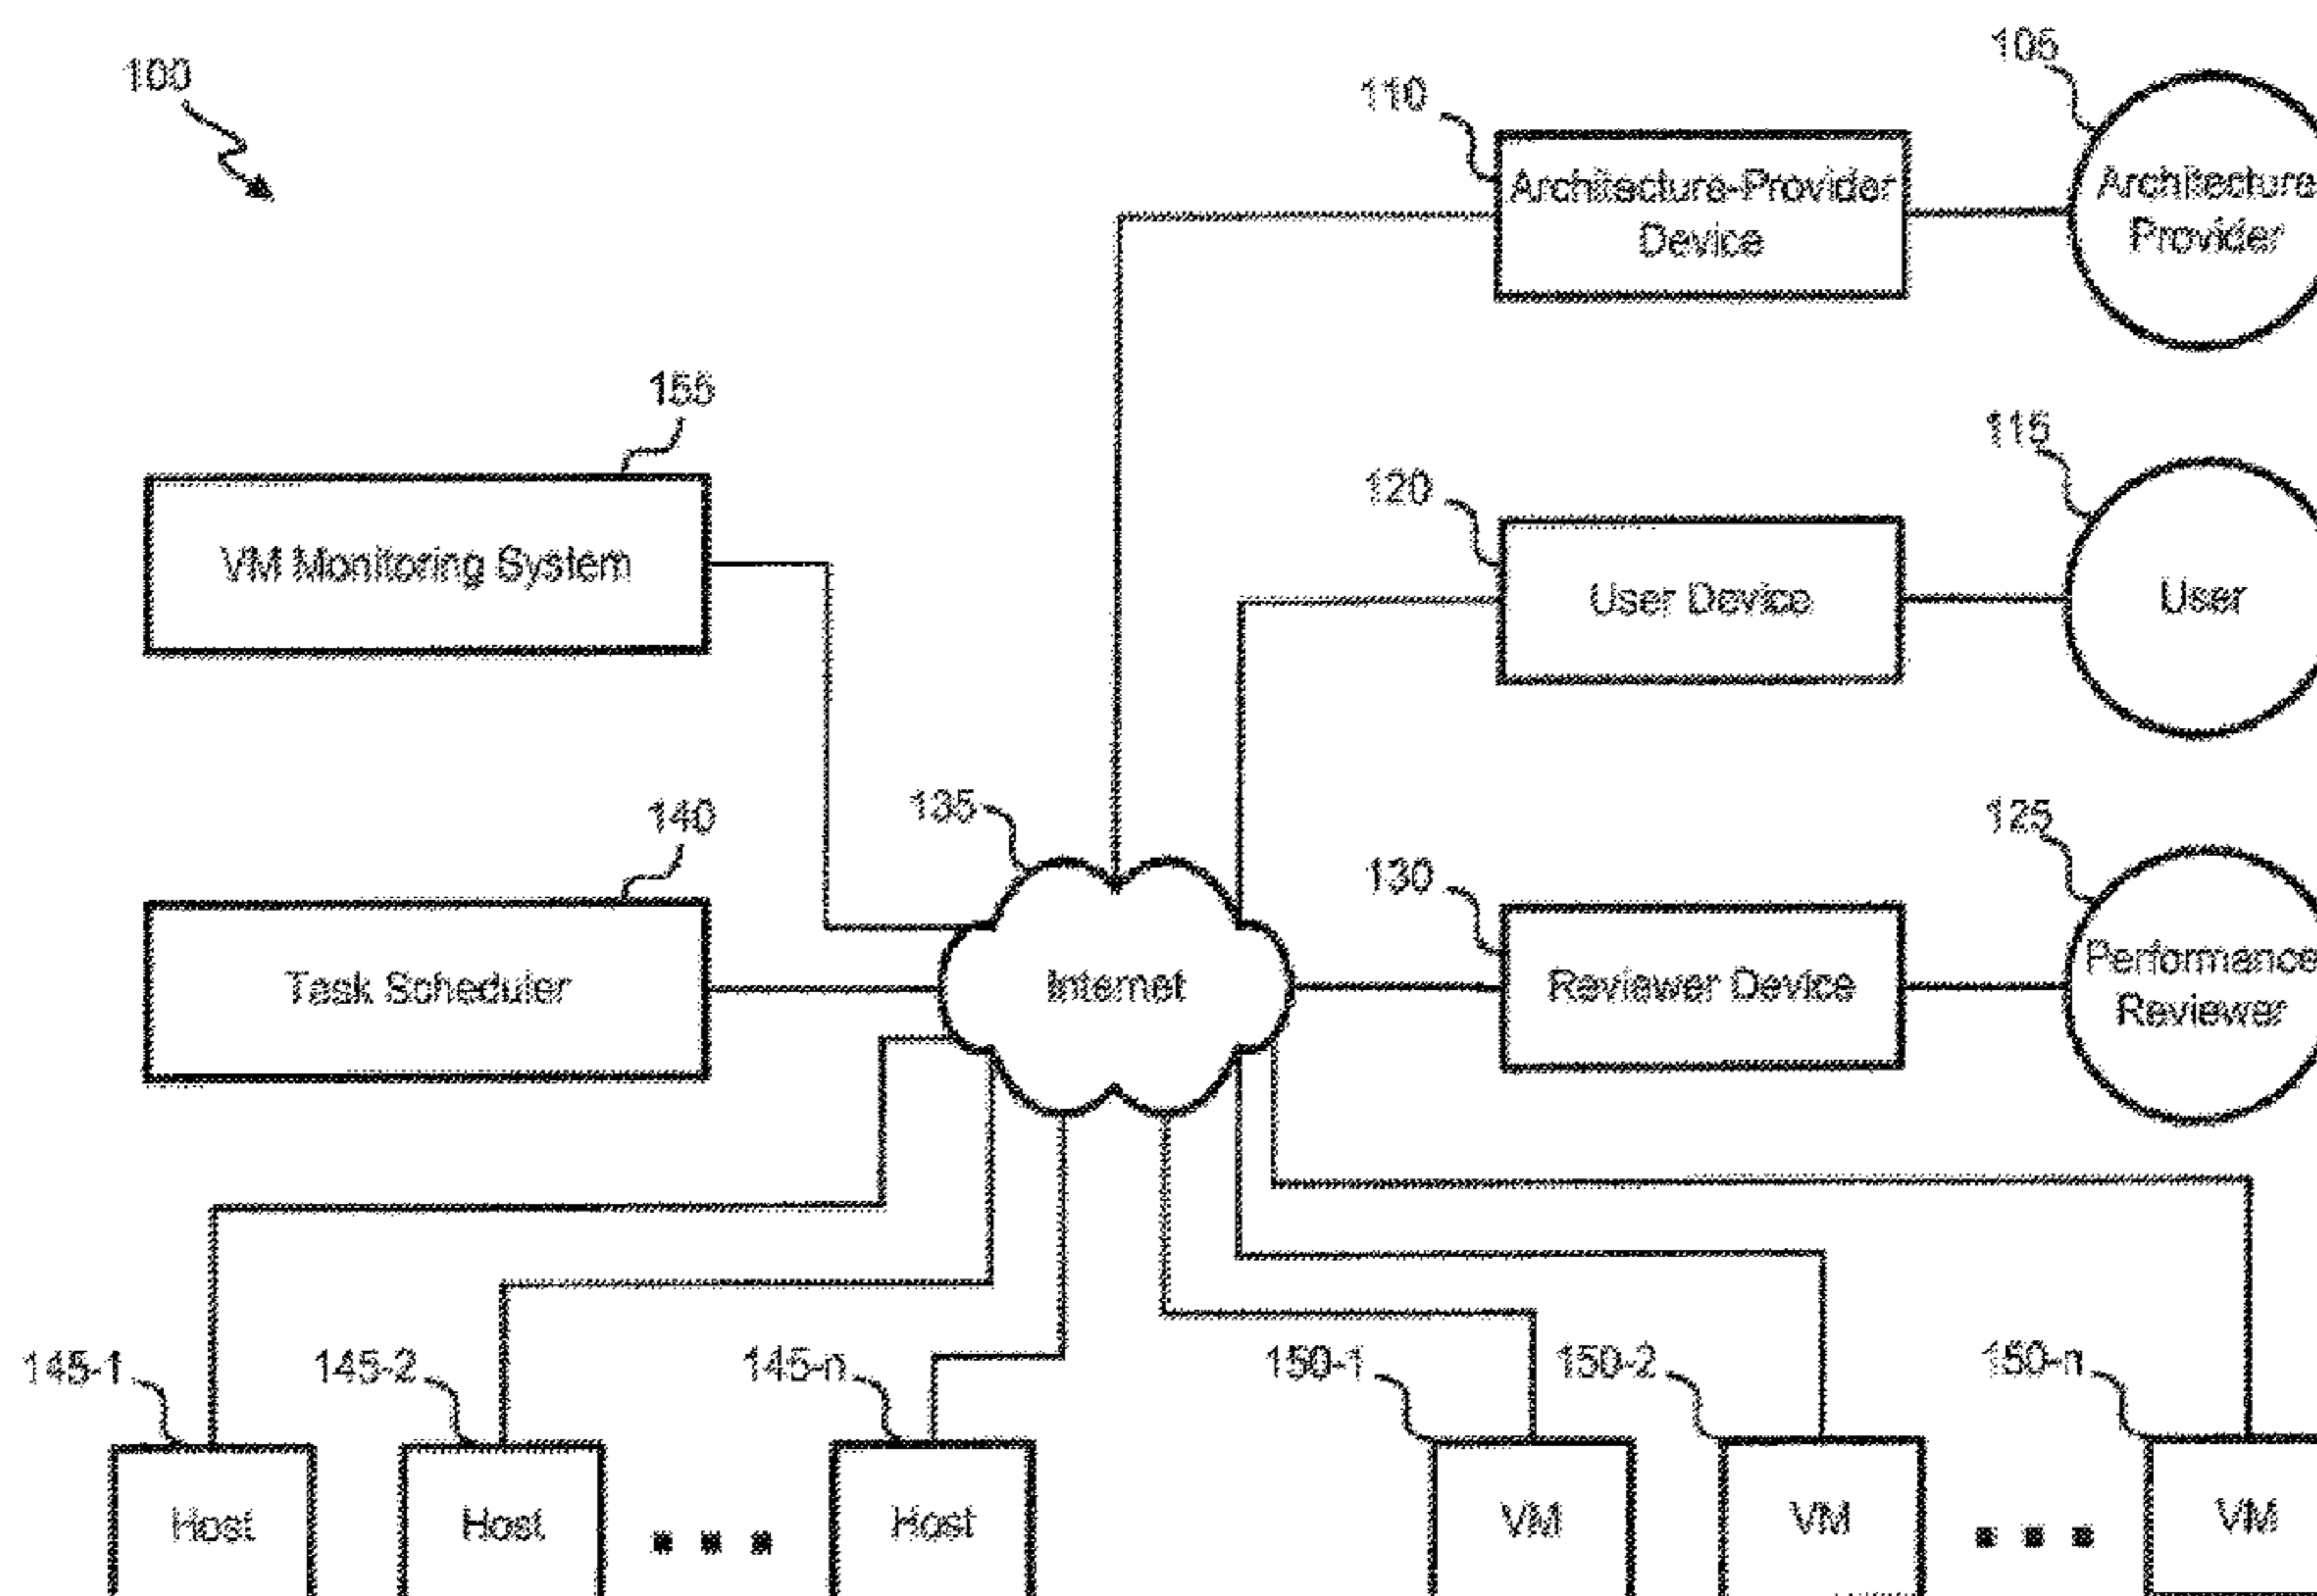 100
105
110
Architecture-Provider
Device
Architecture
Provider
155
115
120
VM Monitoring System
User Device
User
140
135
125
130
Task Scheduler
Internet
Reviewer Device
Performance
Reviewer
145-1
145-2
145-n
150-1
150-2
150-n
Host
Host
Host
VM
VM
VM